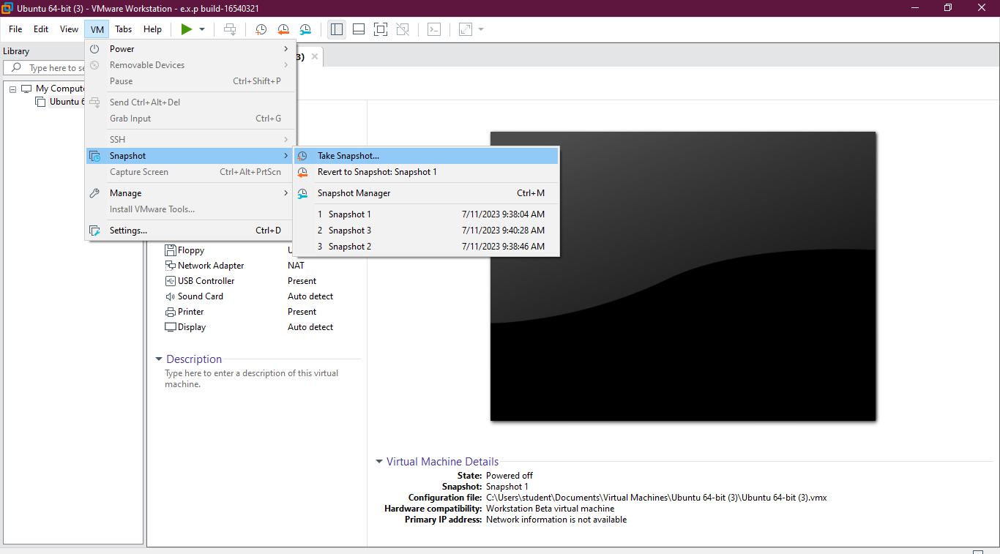 Ubuntu 64-bit (3) - VMware Workstation - e.x.p build-16540321
File Edit View VM Tabs Help
Library
Type here to se
My Compute
Ubuntu 6
3)
Power
Removable Devices
Pause Ctrl+Shift+P
Send Ctrl+Alt+Del
Grab Input Ctrl+G
SSH
Snapshot
Capture Screen Ctrl+Alt+PrtScn
Manage
Install VMware Tools...
Settings... Ctrl+D
Take Snapshot...
Revert to Snapshot: Snapshot 1
Snapshot Manager Ctrl+M
1 Snapshot 1 7/11/2023 9:38:04 AM
2 Snapshot 3 7/11/2023 9:40:28 AM
3 Snapshot 2 7/11/2023 9:38:46 AM
Floppy
Network Adapter NAT
USB Controller Present
Sound Card Auto detect
Printer Present
Display Auto detect
Description
Type here to enter a description of this virtual
machine.
Virtual Machine Details
State: Powered off
Snapshot: Snapshot 1
Configuration file: C:\Users\student\Documents\Virtual Machines\Ubuntu 64-bit (3)\Ubuntu 64-bit (3).vmx
Hardware compatibility: Workstation Beta virtual machine
Primary IP address: Network information is not available